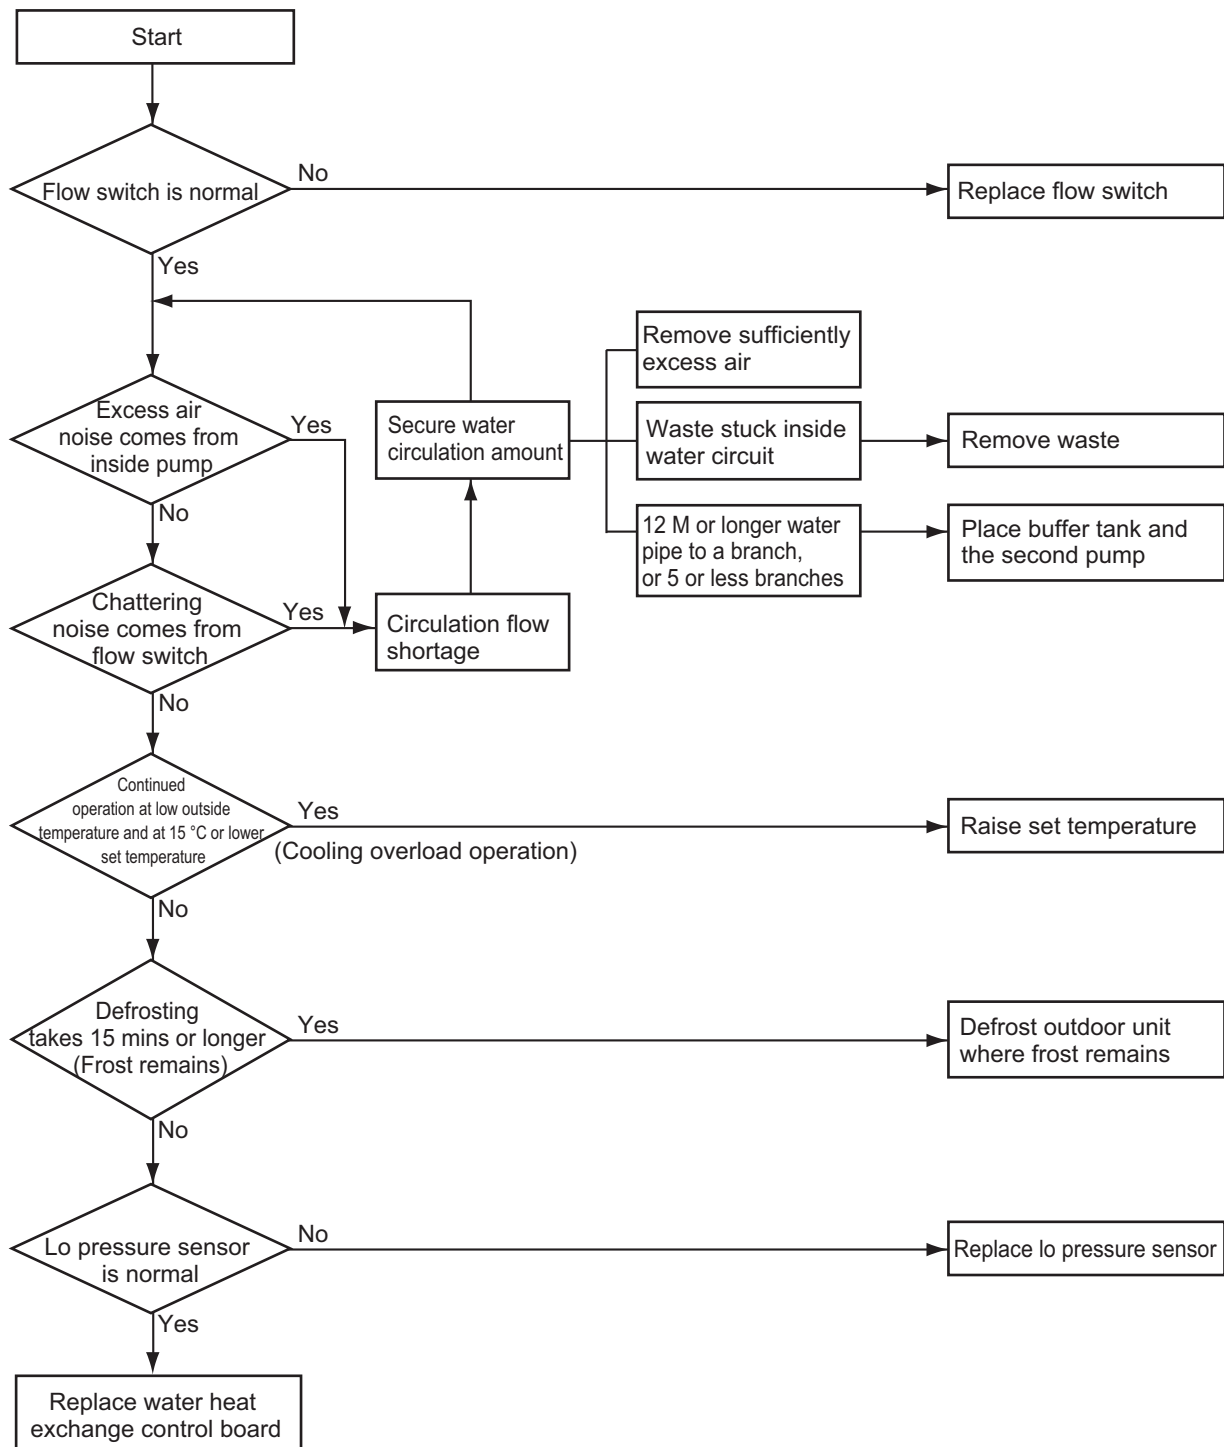 Start
Flow switch is normal
No
Replace flow switch
Yes
Excess air
noise comes from
inside pump
Yes
Secure water
circulation amount
Remove sufficiently
excess air
Waste stuck inside
water circuit
Remove waste
12 M or longer water
pipe to a branch,
or 5 or less branches
Place buffer tank and
the second pump
No
Chattering
noise comes from
flow switch
Yes
Circulation flow
shortage
No
Continued
operation at low outside
temperature and at 15 °C or lower
set temperature
Yes
(Cooling overload operation)
Raise set temperature
No
Defrosting
takes 15 mins or longer
(Frost remains)
Yes
Defrost outdoor unit
where frost remains
No
Lo pressure sensor
is normal
No
Replace lo pressure sensor
Yes
Replace water heat
exchange control board